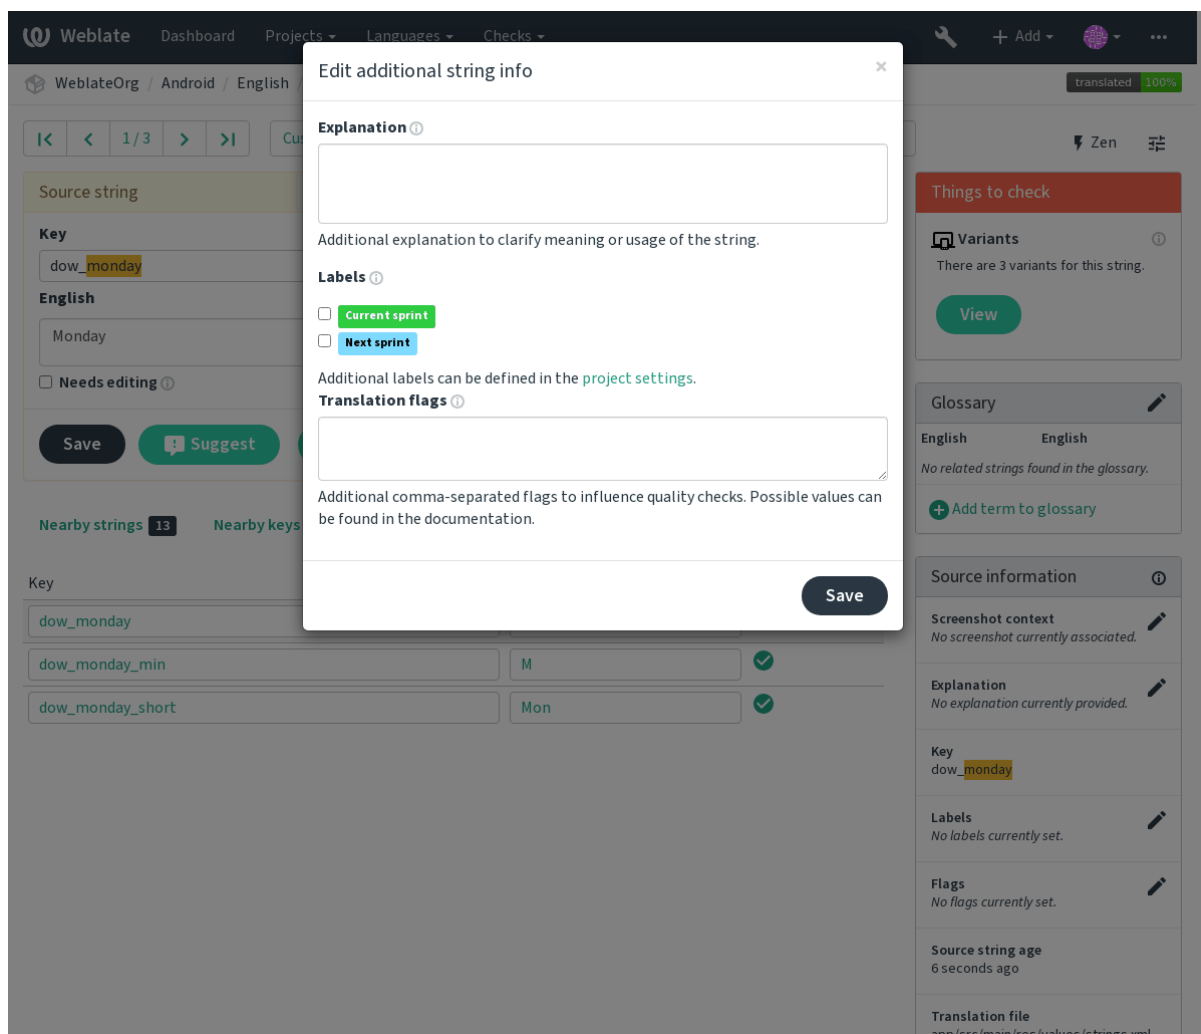 Weblate Dashboard Projects Languages Checks Add
Edit additional string info ×
WeblateOrg / Android / English /
translated 100%
1 / 3
Zen
Explanation
Additional explanation to clarify meaning or usage of the string.
Labels
Current sprint
Next sprint
Additional labels can be defined in the project settings.
Translation flags
Additional comma-separated flags to influence quality checks. Possible values can
be found in the documentation.
Save
Source string
Key
dow_monday
English
Monday
Needs editing
Save Suggest
Nearby strings 13 Nearby keys
Key
dow_monday
dow_monday_min M
dow_monday_short Mon
Things to check
Variants
There are 3 variants for this string.
View
Glossary
English English
No related strings found in the glossary.
Add term to glossary
Source information
Screenshot context
No screenshot currently associated.
Explanation
No explanation currently provided.
Key
dow_monday
Labels
No labels currently set.
Flags
No flags currently set.
Source string age
6 seconds ago
Translation file